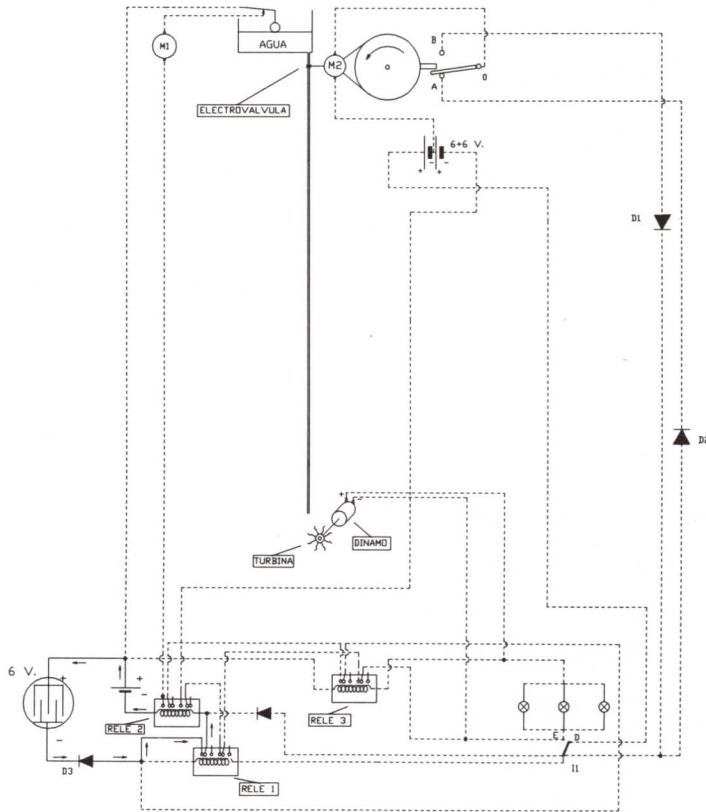 M1
AGUA
M2
B
A
0
ELECTROVALVULA
6+6 V.
+
-
+
-
D1
D2
+
-
DINAMO
TURBINA
6 V.
+
-
+
-
RELE 2
RELE 3
D3
RELE 1
E
D
I1